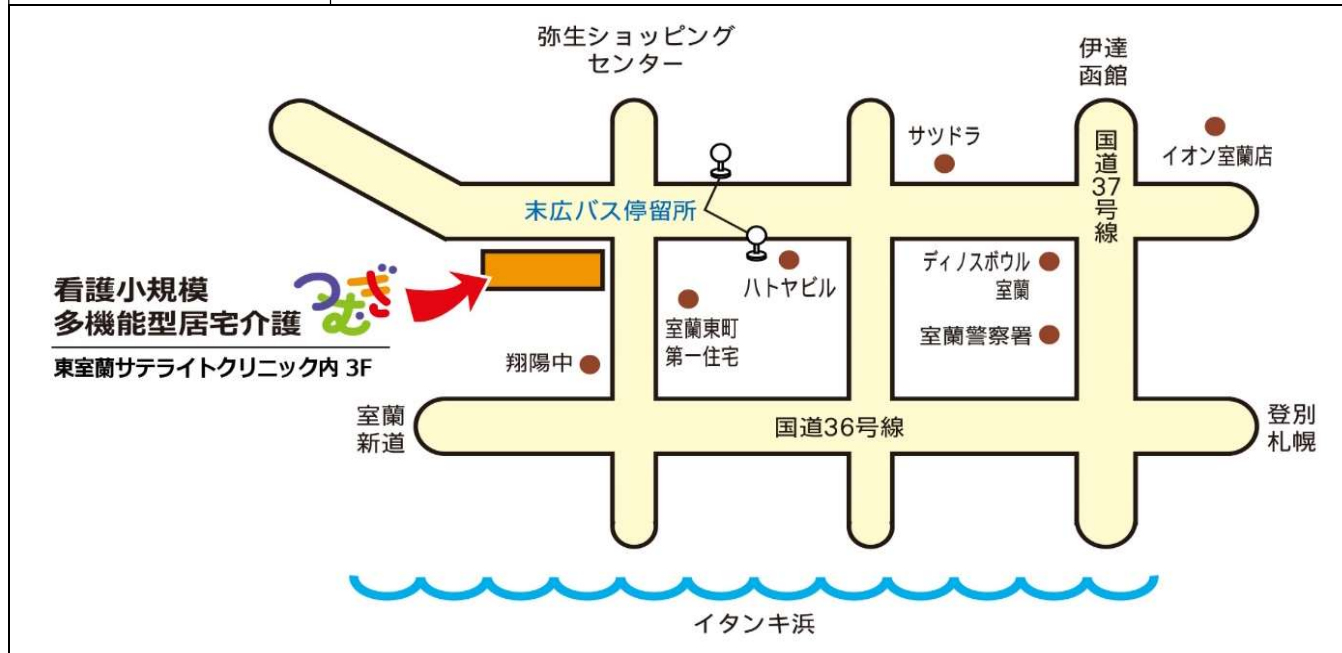 弥生ショッピング
センター
伊達
函館
サツドラ
イオン室蘭店
国道37号線
末広バス停留所
看護小規模
多機能型居宅介護
つむぎ
東室蘭サテライトクリニック内 3F
ハトヤビル
ディノスボウル
室蘭
室蘭東町
第一住宅
室蘭警察署
翔陽中
室蘭
新道
国道36号線
登別
札幌
イタンキ浜